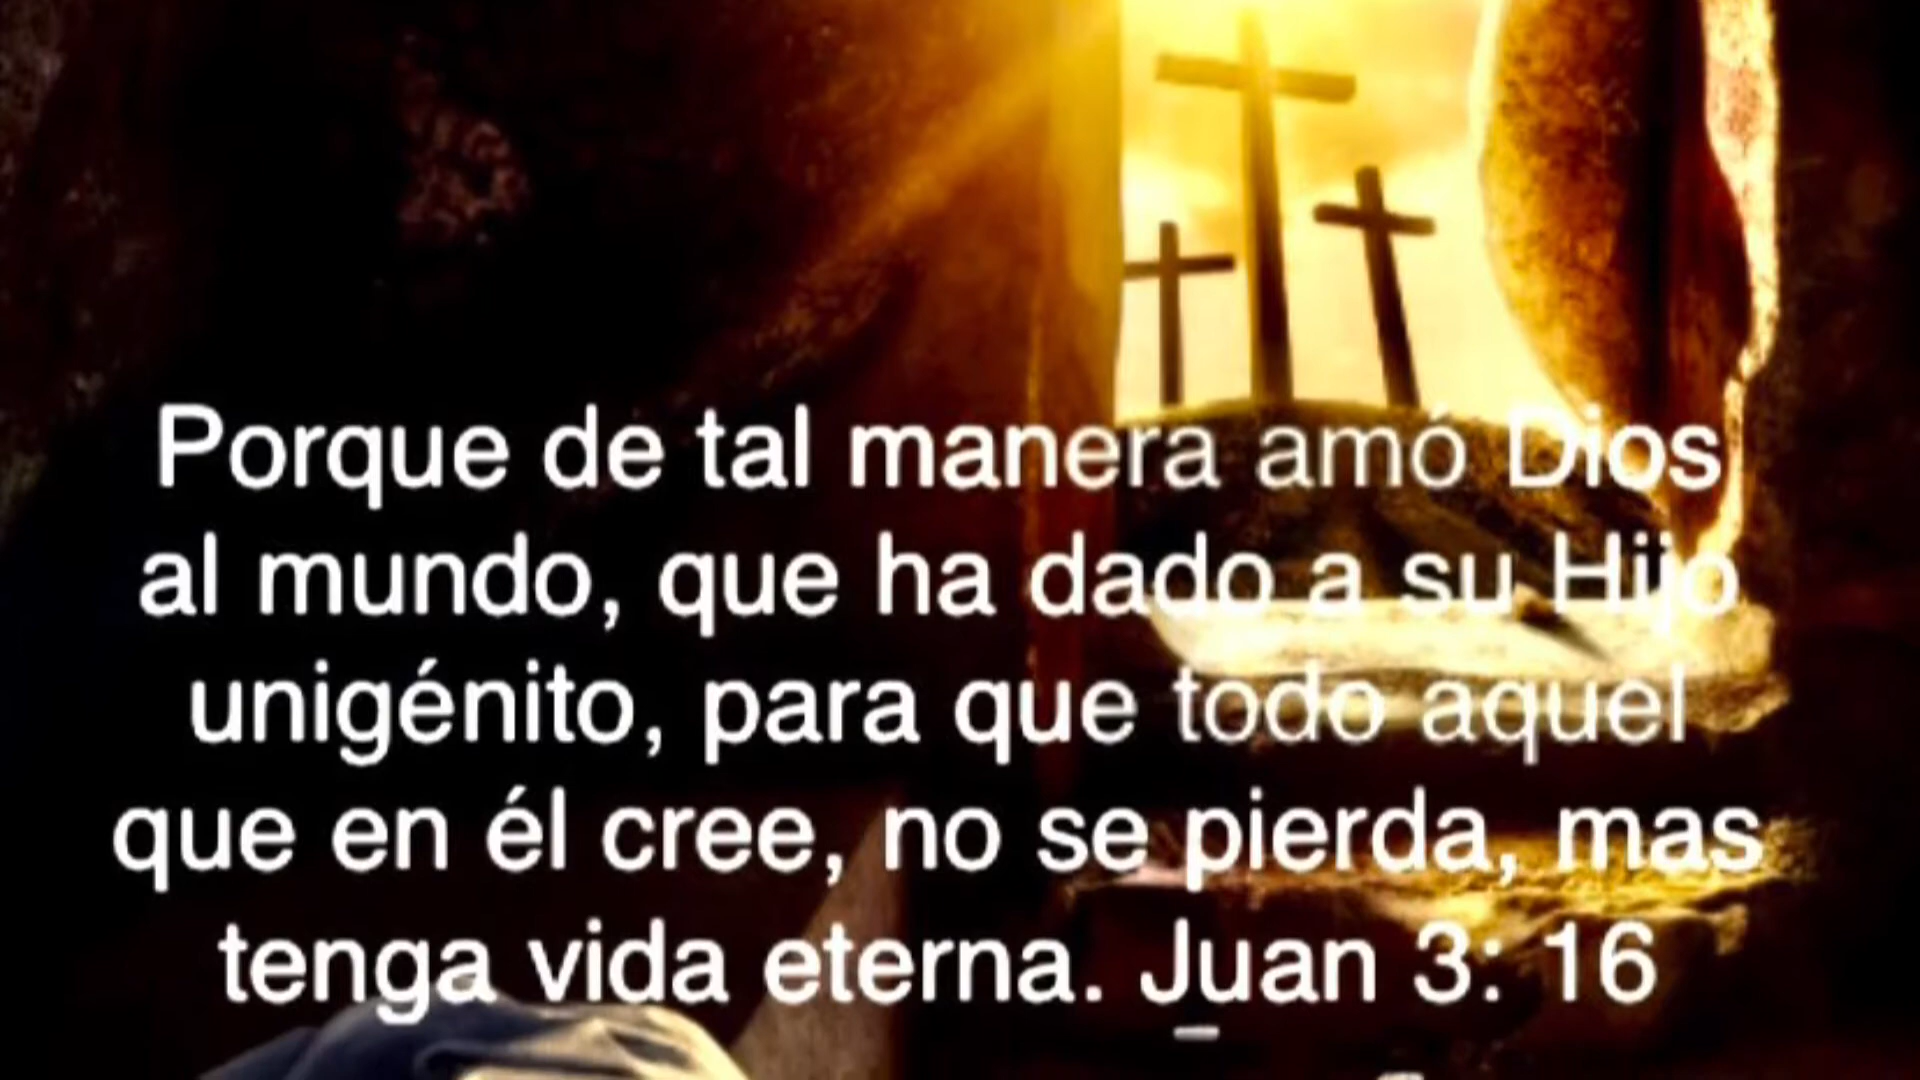 Porque de tal manera amó Dios
al mundo, que ha dado a su Hijo
unigénito, para que todo aquel
que en él cree, no se pierda, mas
tenga vida eterna. Juan 3: 16